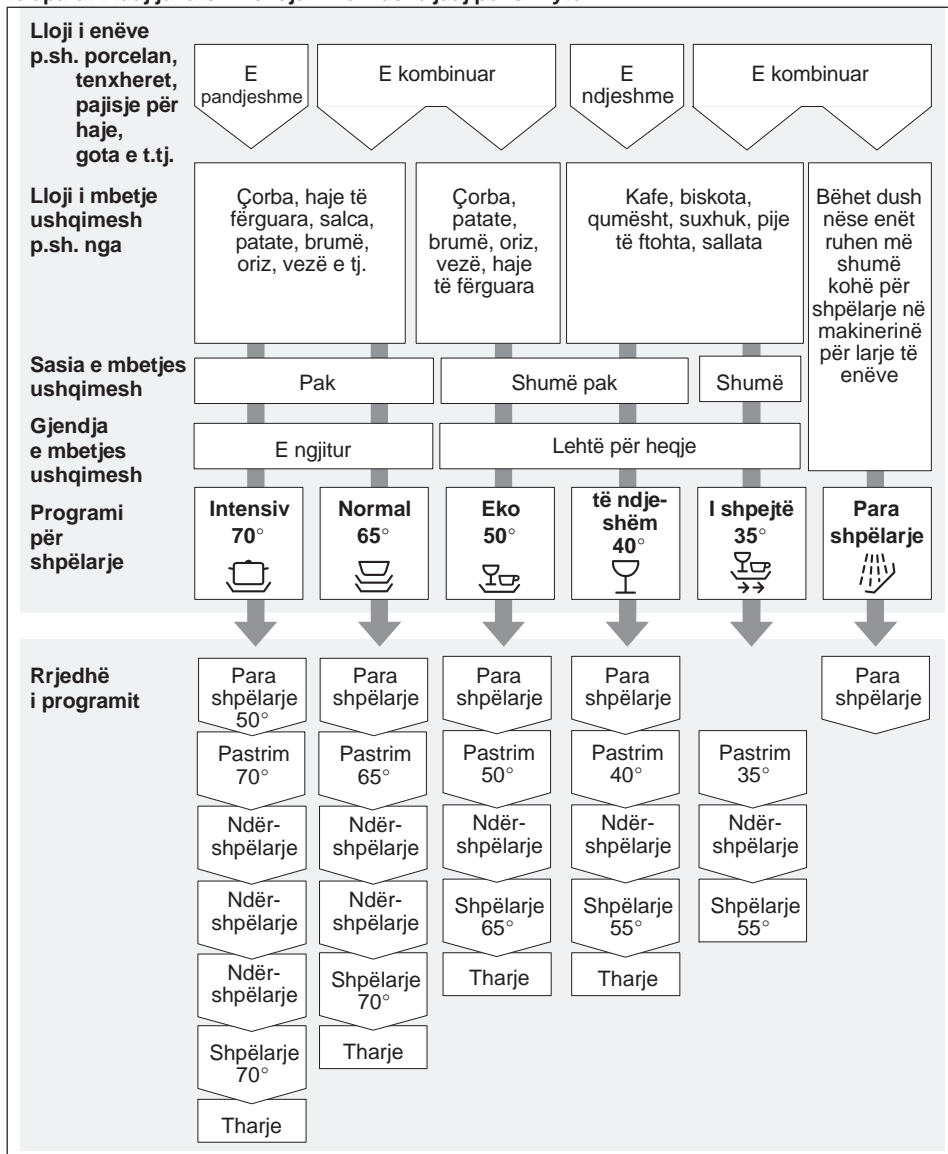 Lloji i enëve
p.sh. porcelan,
tenxheret,
pajisje për
haje,
gota e t.tj.
E
pandjeshme
E kombinuar
E
ndjeshme
E kombinuar
Lloji i mbetje
ushqimesh
p.sh. nga
Çorba, haje të
fërguara, salca,
patate, brumë,
oriz, vezë e tj.
Çorba,
patate,
brumë, oriz,
vezë, haje
të fërguara
Kafe, biskota,
qumësht, suxhuk, pije
të ftohta, sallata
Bëhet dush
nëse enët
ruhen më
shumë
kohë për
shpëlarje në
makinerinë
për larje të
enëve
Sasia e mbetjes
ushqimesh
Pak
Shumë pak
Shumë
Gjendja
e mbetjes
ushqimesh
E ngjitur
Lehtë për heqje
Programi
për
shpëlarje
Intensiv
70°
Normal
65°
Eko
50°
të ndje-
shëm
40°
I shpejtë
35°
Para
shpëlarje
Rrjedhë
i programit
Para
shpëlarje
50°
Para
shpëlarje
Para
shpëlarje
Para
shpëlarje
Para
shpëlarje
Pastrim
70°
Pastrim
65°
Pastrim
50°
Pastrim
40°
Pastrim
35°
Ndër-
shpëlarje
Ndër-
shpëlarje
Ndër-
shpëlarje
Ndër-
shpëlarje
Ndër-
shpëlarje
Ndër-
shpëlarje
Ndër-
shpëlarje
Shpëlarje
65°
Shpëlarje
55°
Shpëlarje
55°
Ndër-
shpëlarje
Shpëlarje
70°
Tharje
Tharje
Shpëlarje
70°
Tharje
Tharje